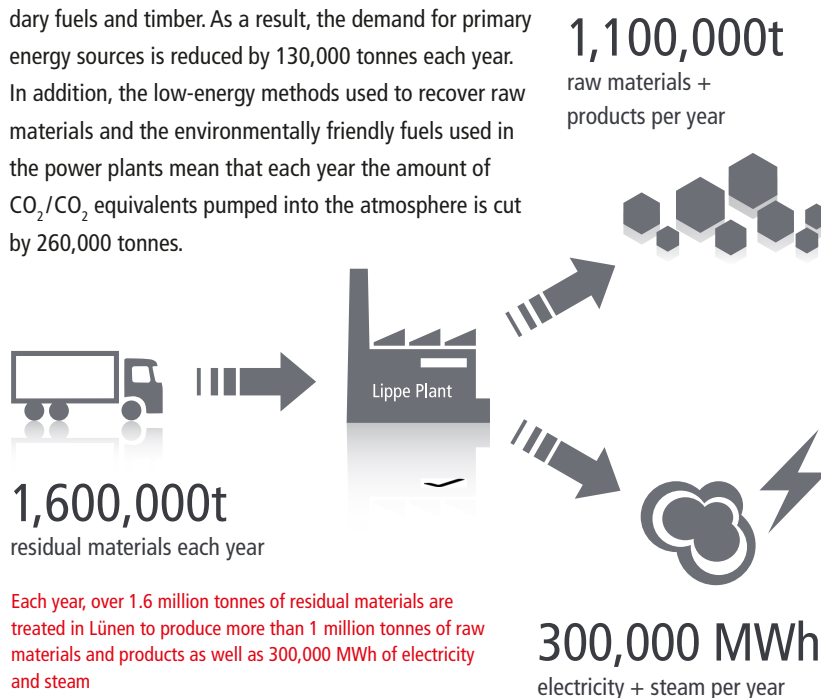 dary fuels and timber. As a result, the demand for primary
energy sources is reduced by 130,000 tonnes each year.
In addition, the low-energy methods used to recover raw
materials and the environmentally friendly fuels used in
the power plants mean that each year the amount of
CO₂/CO₂ equivalents pumped into the atmosphere is cut
by 260,000 tonnes.
1,100,000t
raw materials +
products per year
Lippe Plant
1,600,000t
residual materials each year
Each year, over 1.6 million tonnes of residual materials are
treated in Lünen to produce more than 1 million tonnes of raw
materials and products as well as 300,000 MWh of electricity
and steam
300,000 MWh
electricity + steam per year